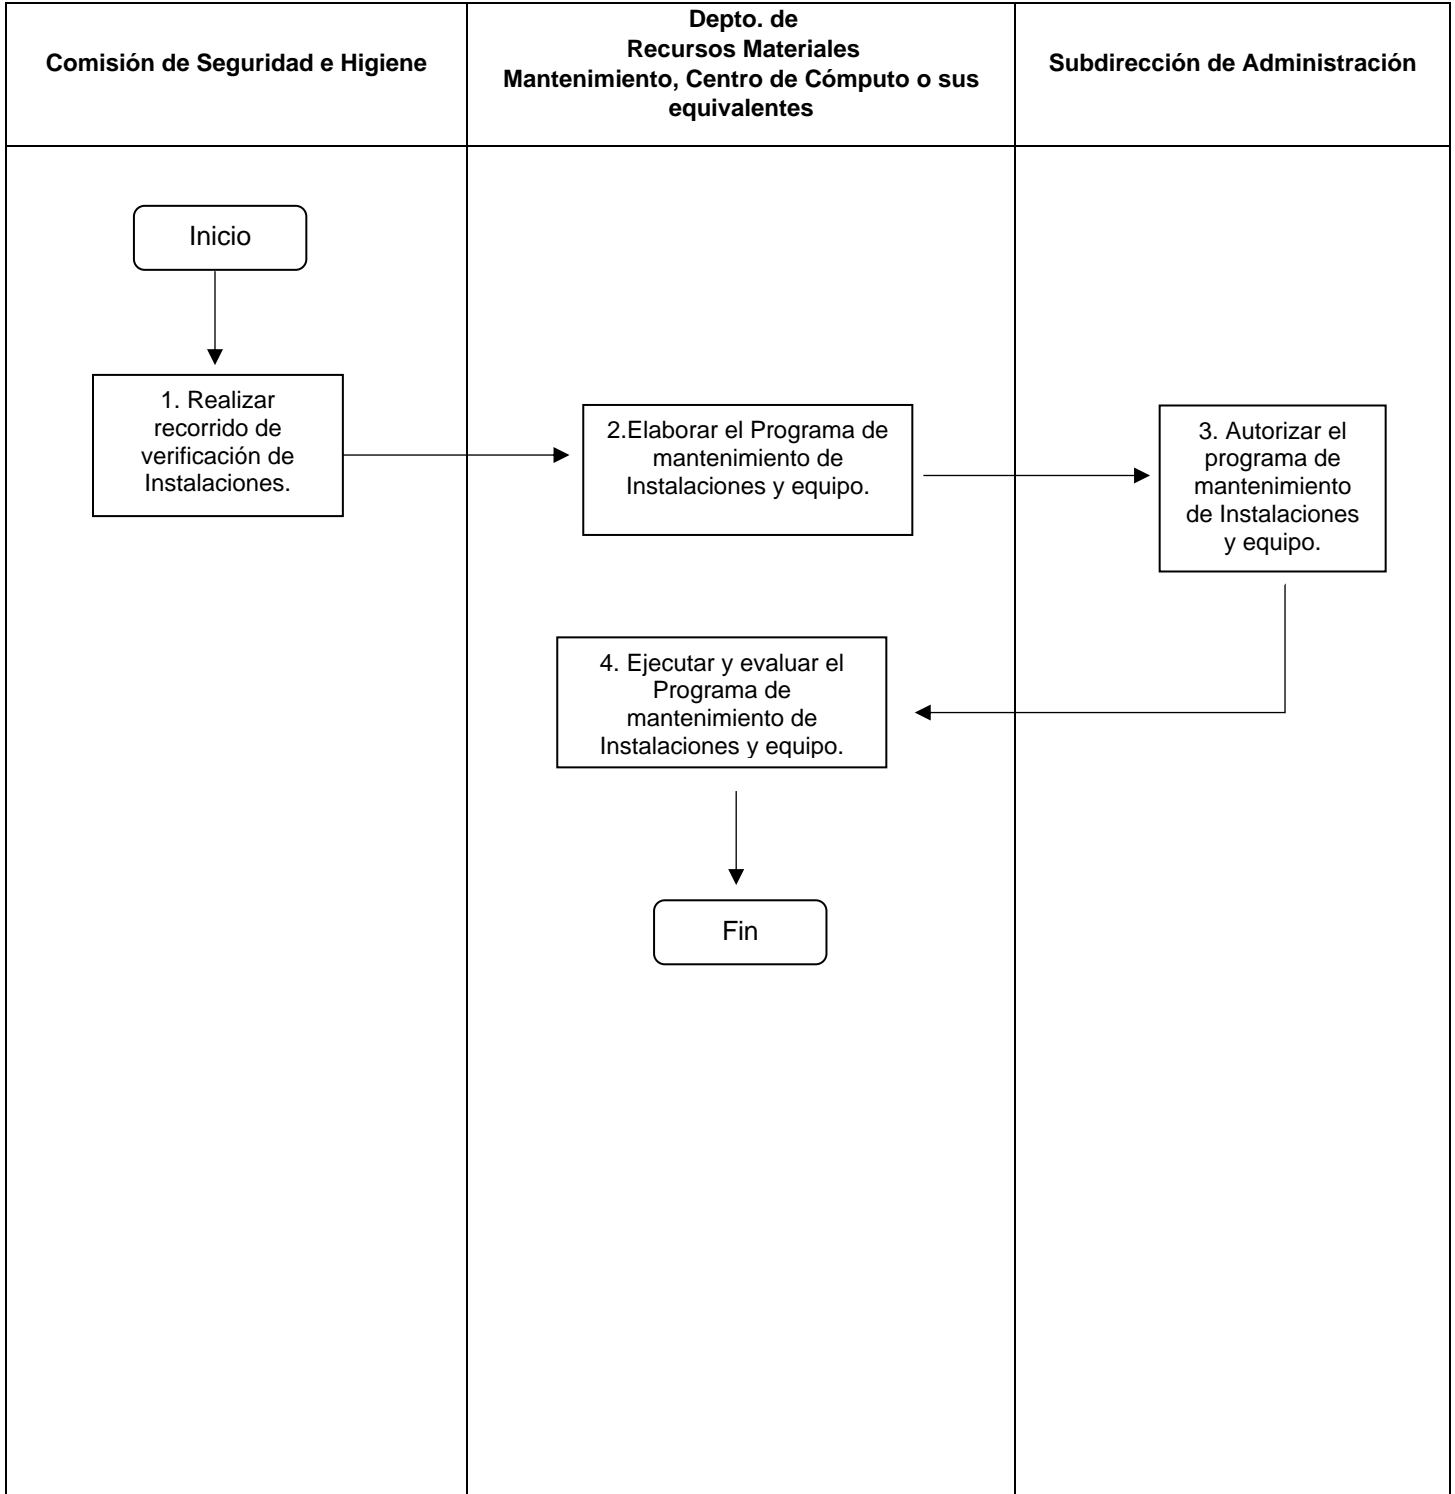 Comisión de Seguridad e Higiene
Depto. de
Recursos Materiales
Mantenimiento, Centro de Cómputo o sus
equivalentes
Subdirección de Administración
Inicio
1. Realizar
recorrido de
verificación de
Instalaciones.
2.Elaborar el Programa de
mantenimiento de
Instalaciones y equipo.
3. Autorizar el
programa de
mantenimiento
de Instalaciones
y equipo.
4. Ejecutar y evaluar el
Programa de
mantenimiento de
Instalaciones y equipo.
Fin